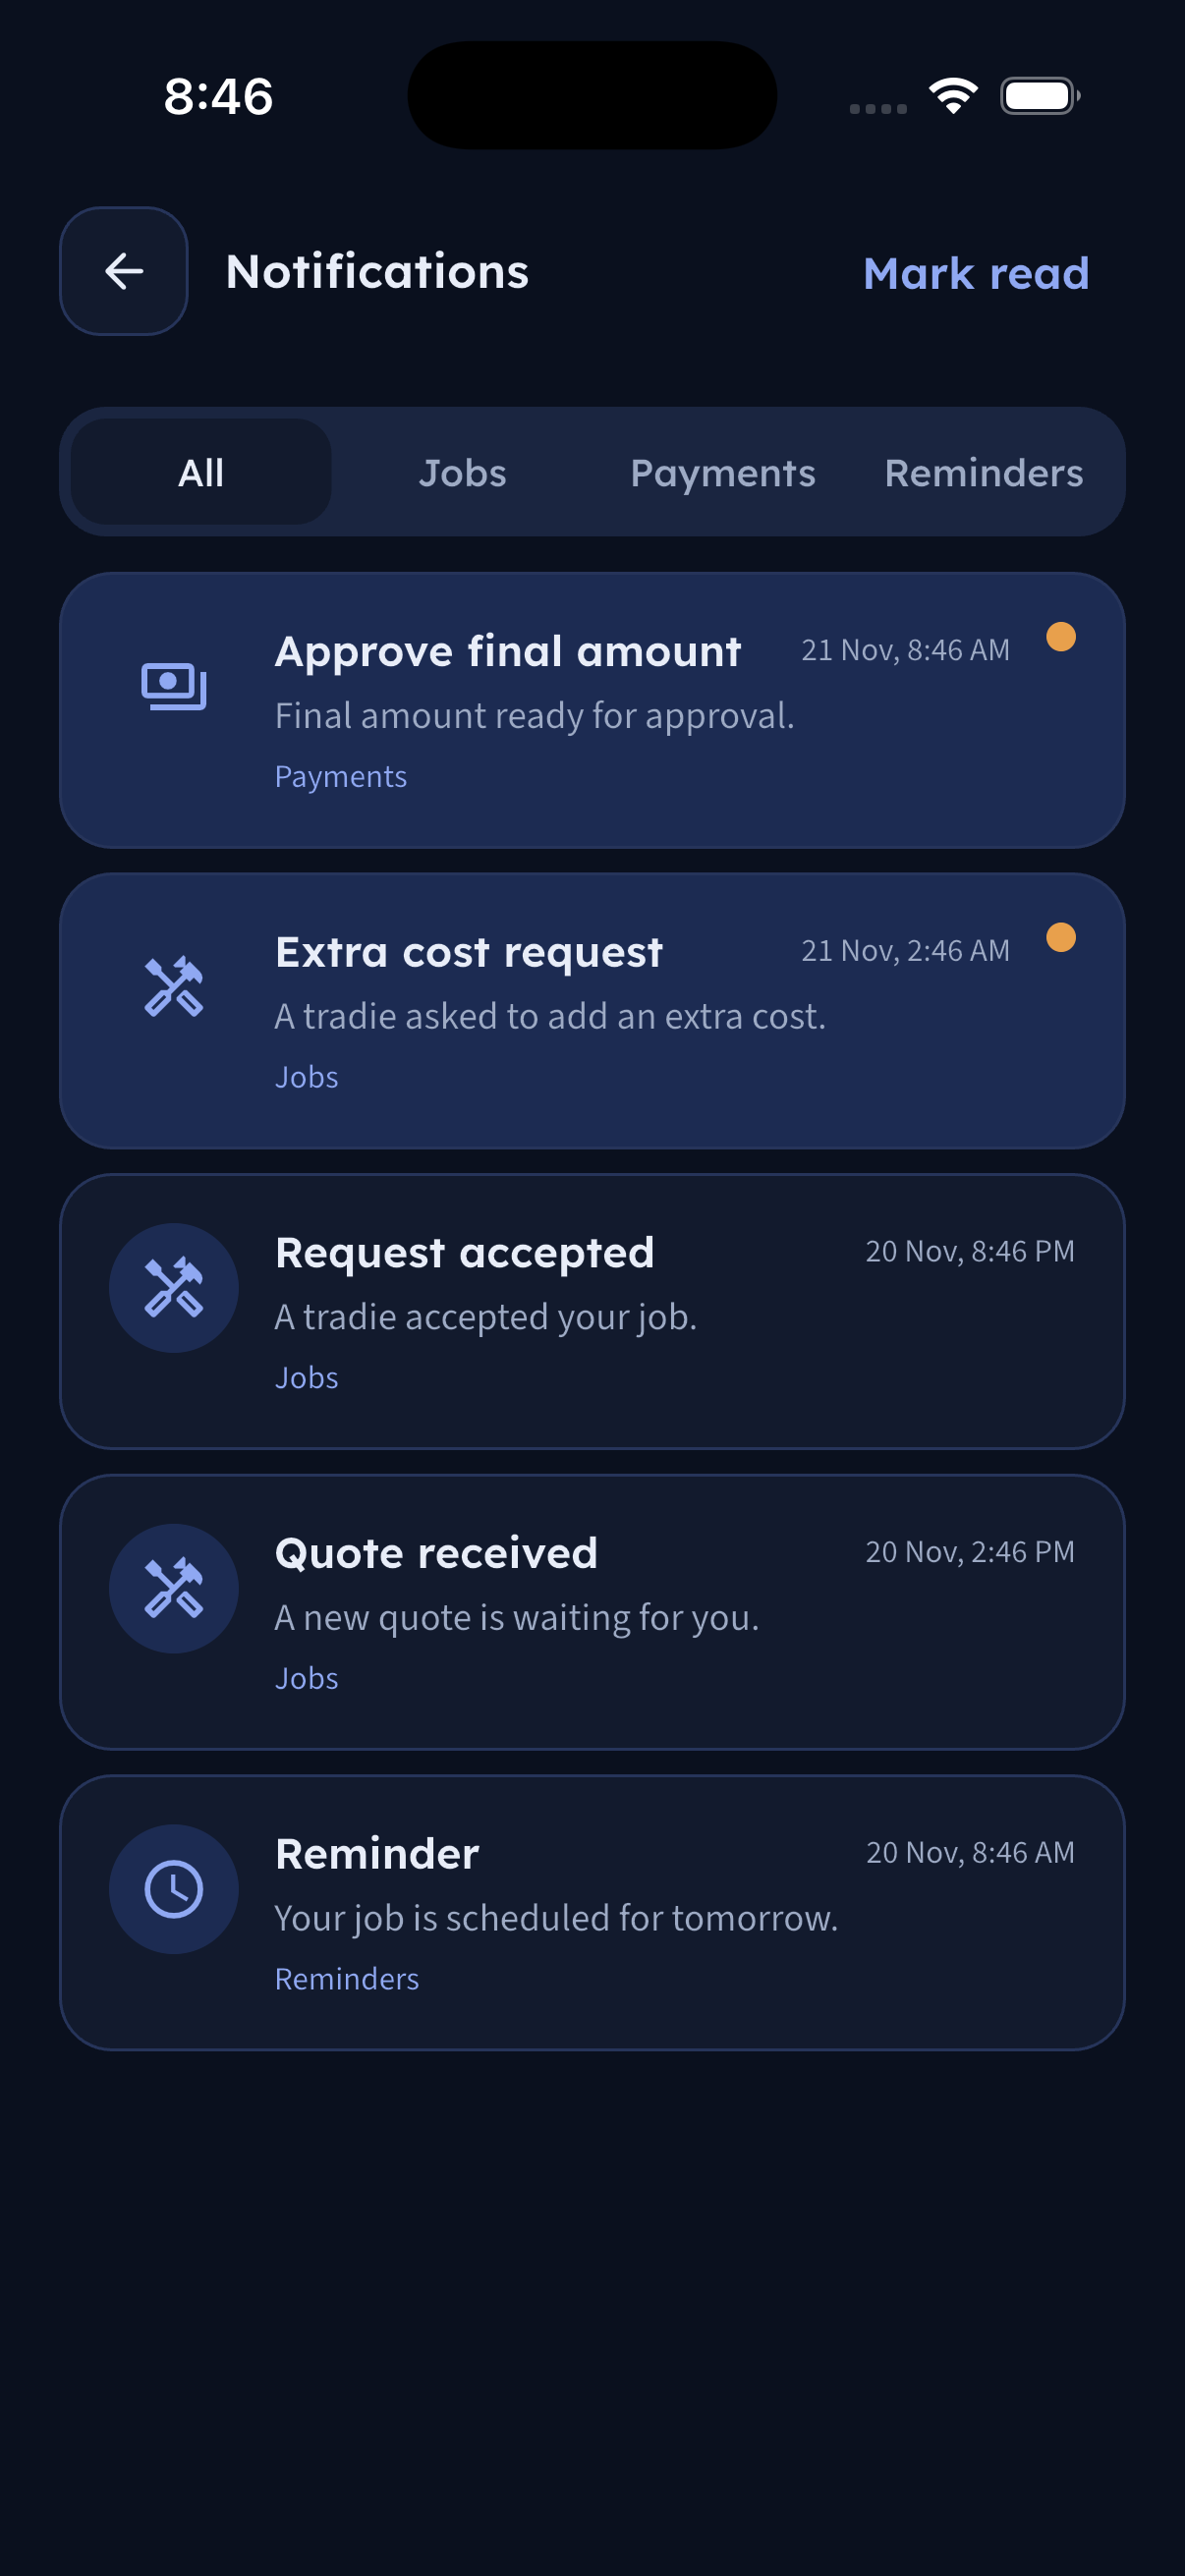 8:46
Notifications
Mark read
All
Jobs
Payments
Reminders
Approve final amount
21 Nov, 8:46 AM
Final amount ready for approval.
Payments
Extra cost request
21 Nov, 2:46 AM
A tradie asked to add an extra cost.
Jobs
Request accepted
20 Nov, 8:46 PM
A tradie accepted your job.
Jobs
Quote received
20 Nov, 2:46 PM
A new quote is waiting for you.
Jobs
Reminder
20 Nov, 8:46 AM
Your job is scheduled for tomorrow.
Reminders